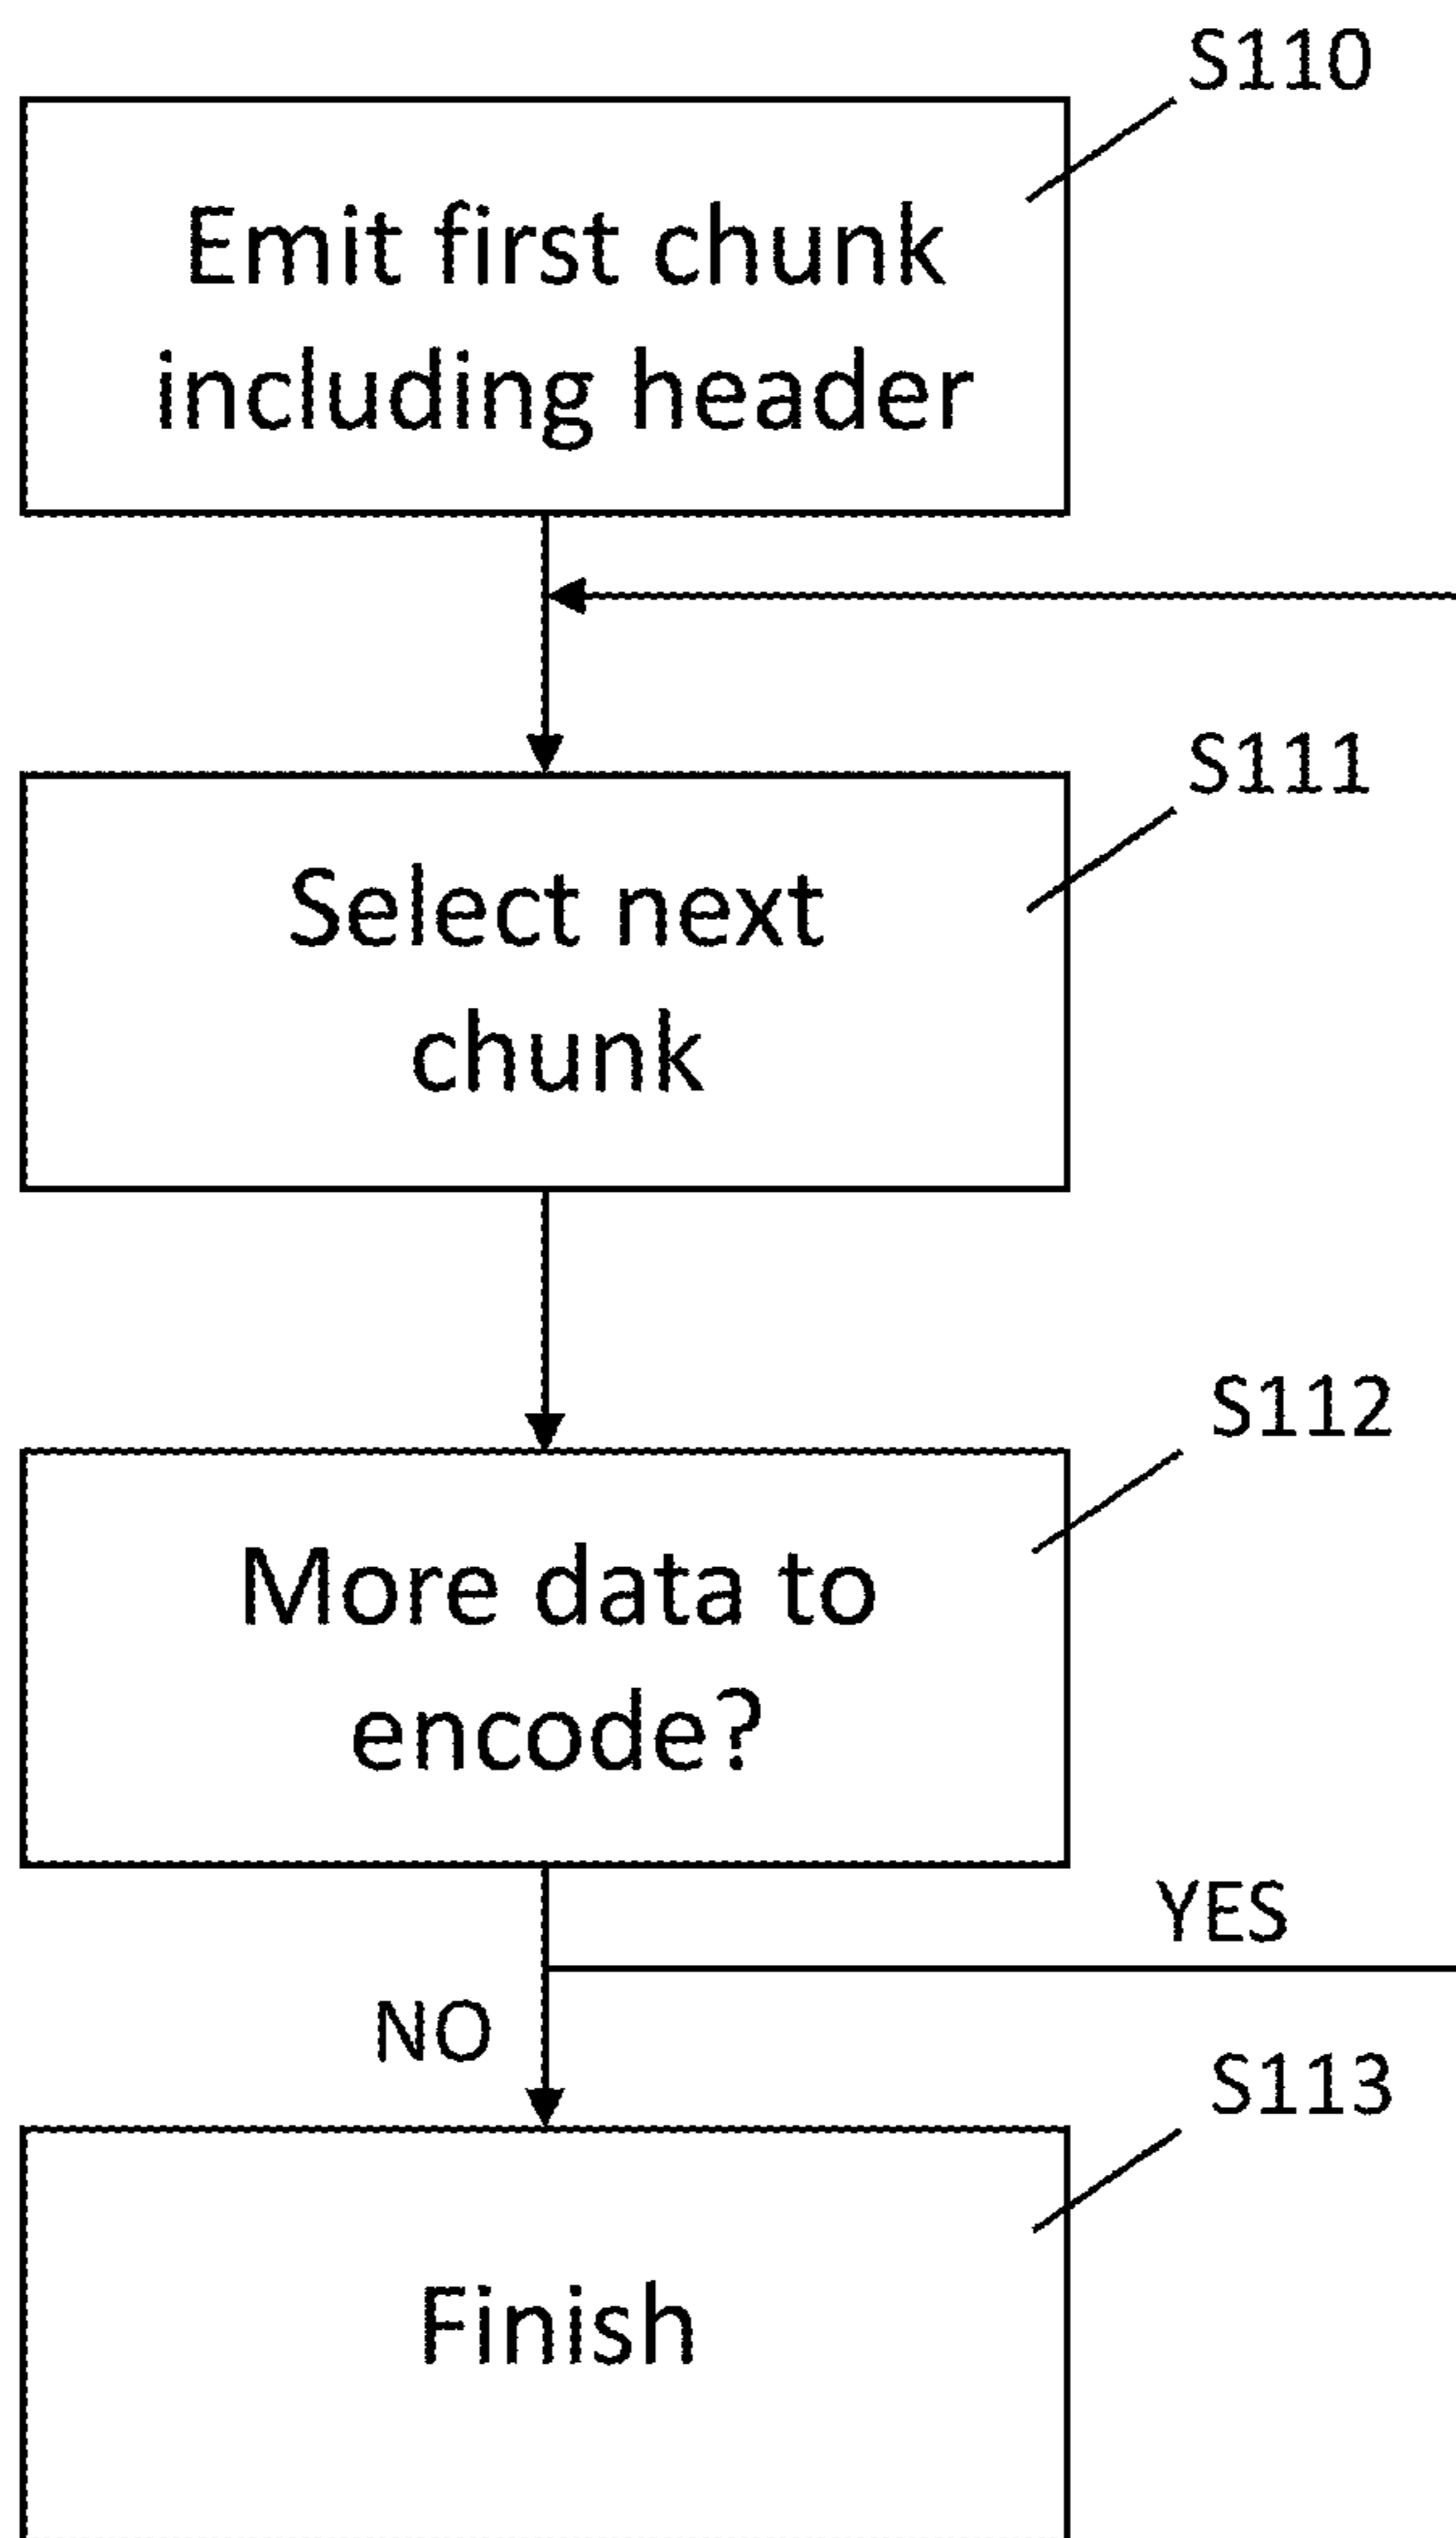 S110
Emit first chunk
including header
S111
Select next
chunk
S112
More data to
encode?
YES
NO
S113
Finish